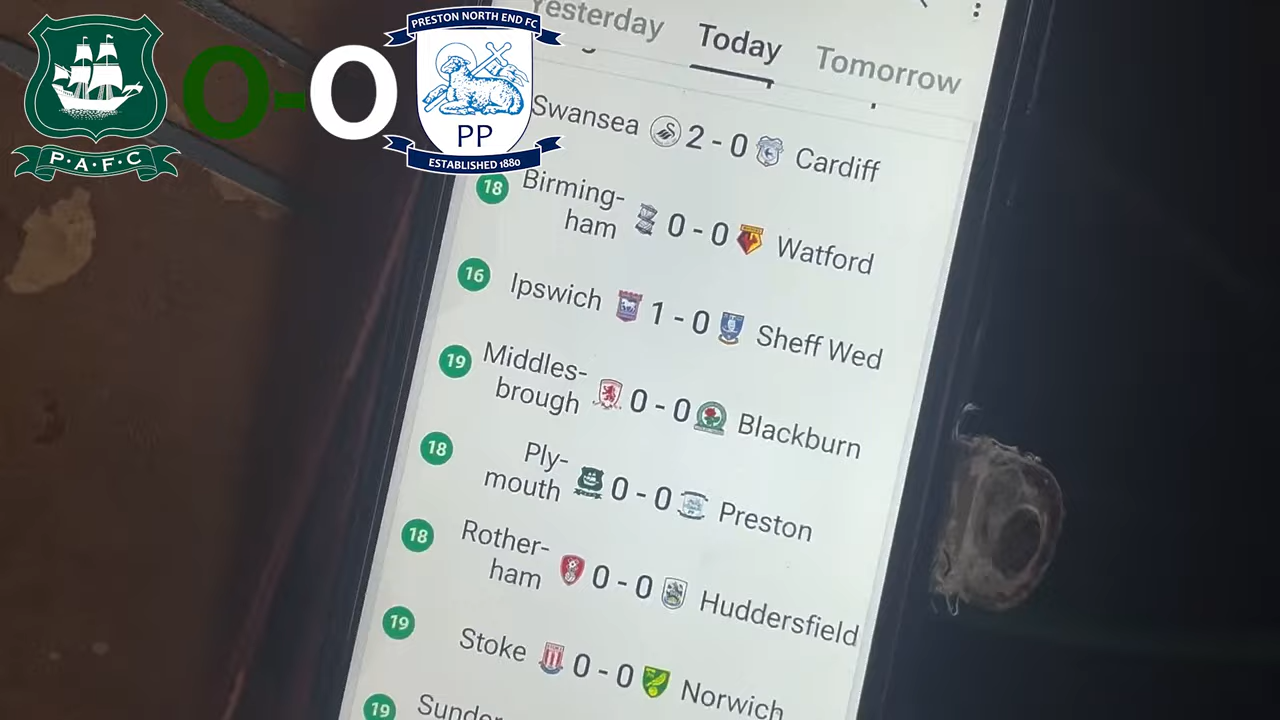 Yesterday Today Tomorrow
PRESTON NORTH END FC
0-0
PP
P·A·F·C
ESTABLISHED 1880
Swansea 2 - 0 Cardiff
18 Birming-
ham 0 - 0 Watford
16 Ipswich 1 - 0 Sheff Wed
19 Middles-
brough 0 - 0 Blackburn
18 Ply-
mouth 0 - 0 Preston
18 Rother-
ham 0 - 0 Huddersfield
19 Stoke 0 - 0 Norwich
19 Sunder